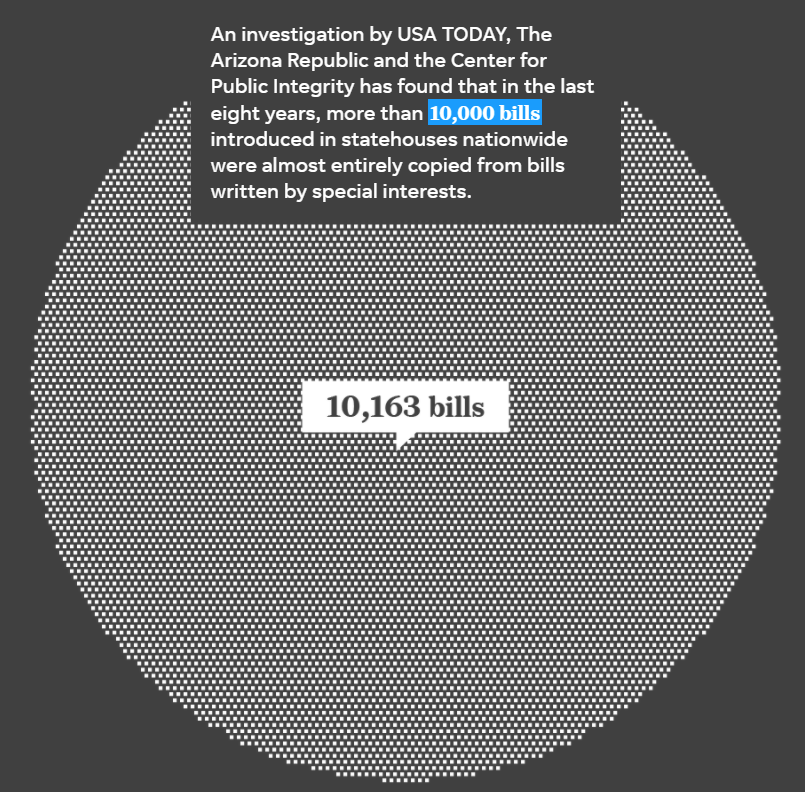 An investigation by USA TODAY, The
Arizona Republic and the Center for
Public Integrity has found that in the last
eight years, more than 10,000 bills
introduced in statehouses nationwide
were almost entirely copied from bills
written by special interests.
10,163 bills